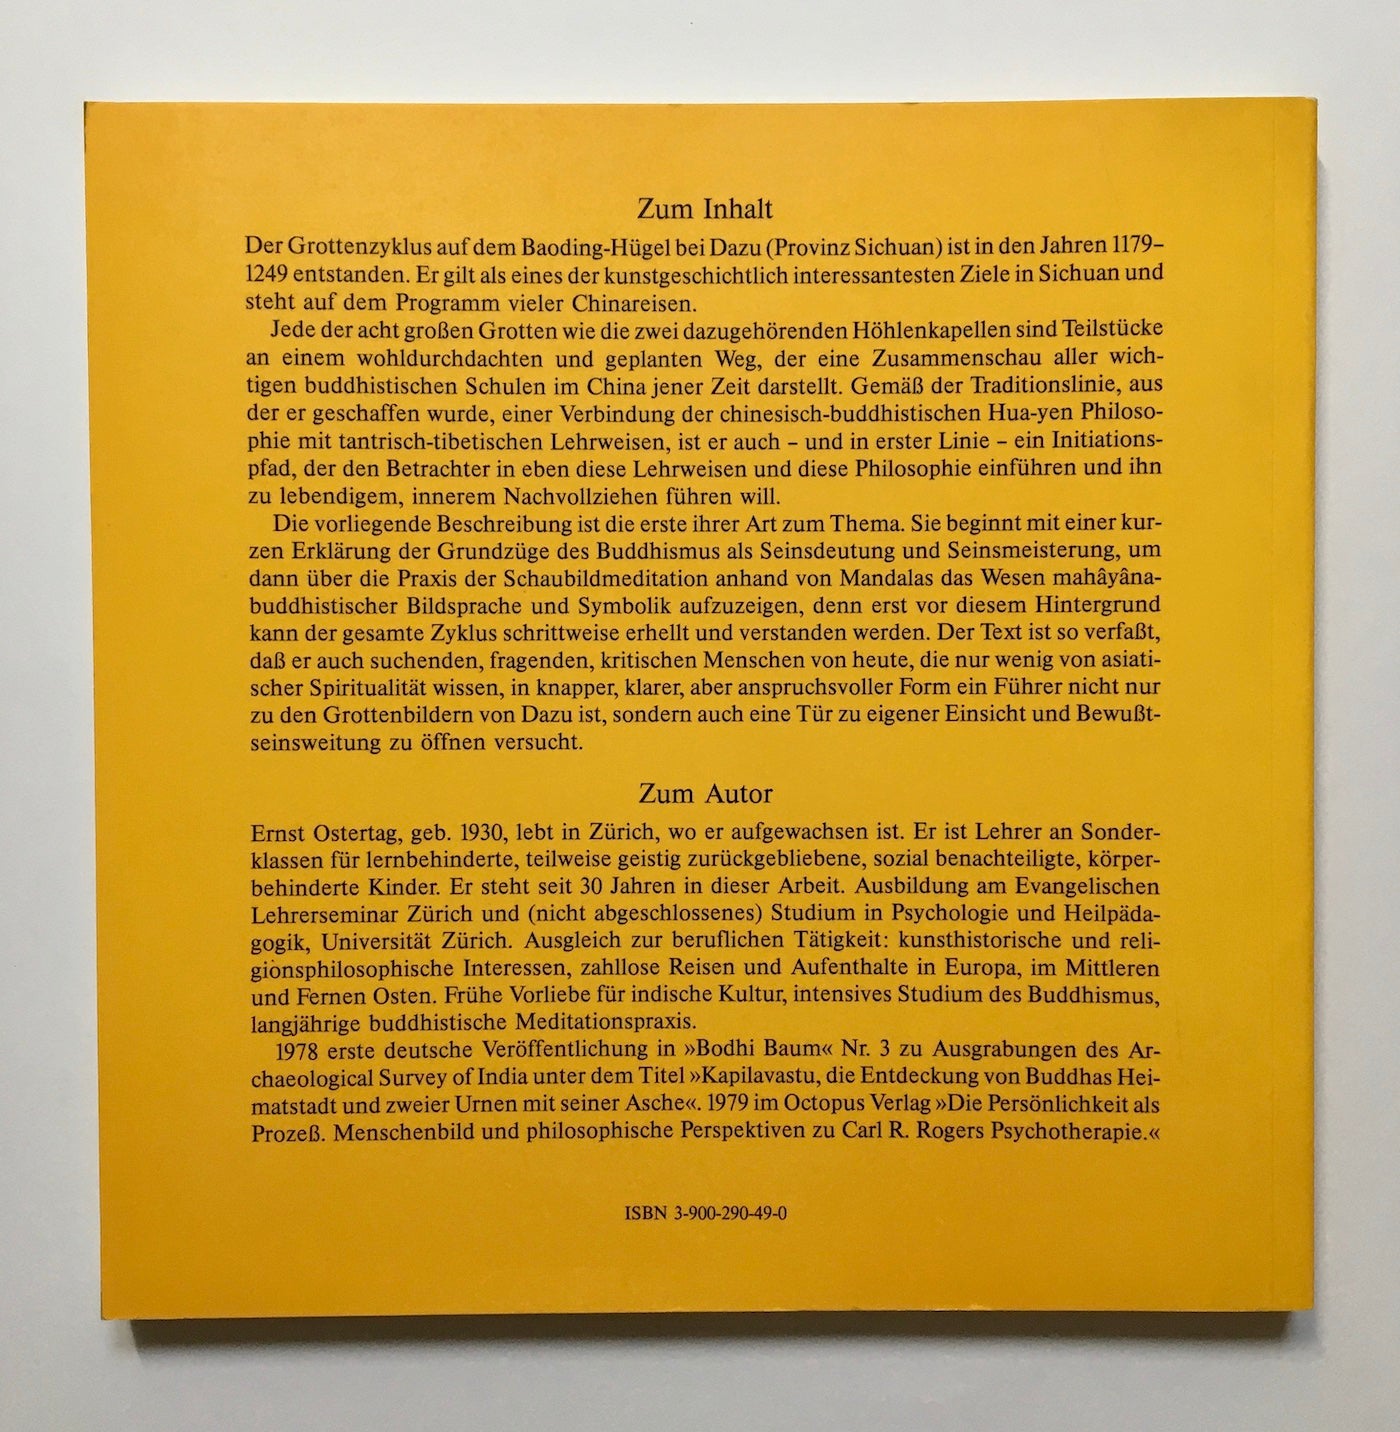 Zum Inhalt
Der Grottenzyklus auf dem Baoding-Hügel bei Dazu (Provinz Sichuan) ist in den Jahren 1179–
1249 entstanden. Er gilt als eines der kunstgeschichtlich interessantesten Ziele in Sichuan und
steht auf dem Programm vieler Chinareisen.
Jede der acht großen Grotten wie die zwei dazugehörenden Höhlenkapellen sind Teilstücke
an einem wohldurchdachten und geplanten Weg, der eine Zusammenschau aller wich-
tigen buddhistischen Schulen im China jener Zeit darstellt. Gemäß der Traditionslinie, aus
der er geschaffen wurde, einer Verbindung der chinesisch-buddhistischen Hua-yen Philoso-
phie mit tantrisch-tibetischen Lehrweisen, ist er auch – und in erster Linie – ein Initiations-
pfad, der den Betrachter in eben diese Lehrweisen und diese Philosophie einführen und ihn
zu lebendigem, innerem Nachvollziehen führen will.
Die vorliegende Beschreibung ist die erste ihrer Art zum Thema. Sie beginnt mit einer kur-
zen Erklärung der Grundzüge des Buddhismus als Seinsdeutung und Seinsmeisterung, um
dann über die Praxis der Schaubildmeditation anhand von Mandalas das Wesen mahâyâna-
buddhistischer Bildsprache und Symbolik aufzuzeigen, denn erst vor diesem Hintergrund
kann der gesamte Zyklus schrittweise erhellt und verstanden werden. Der Text ist so verfaßt,
daß er auch suchenden, fragenden, kritischen Menschen von heute, die nur wenig von asiati-
scher Spiritualität wissen, in knapper, klarer, aber anspruchsvoller Form ein Führer nicht nur
zu den Grottenbildern von Dazu ist, sondern auch eine Tür zu eigener Einsicht und Bewußt-
seinsweitung zu öffnen versucht.
Zum Autor
Ernst Ostertag, geb. 1930, lebt in Zürich, wo er aufgewachsen ist. Er ist Lehrer an Sonder-
klassen für lernbehinderte, teilweise geistig zurückgebliebene, sozial benachteiligte, körper-
behinderte Kinder. Er steht seit 30 Jahren in dieser Arbeit. Ausbildung am Evangelischen
Lehrerseminar Zürich und (nicht abgeschlossenes) Studium in Psychologie und Heilpäda-
gogik, Universität Zürich. Ausgleich zur beruflichen Tätigkeit: kunsthistorische und reli-
gionsphilosophische Interessen, zahllose Reisen und Aufenthalte in Europa, im Mittleren
und Fernen Osten. Frühe Vorliebe für indische Kultur, intensives Studium des Buddhismus,
langjährige buddhistische Meditationspraxis.
1978 erste deutsche Veröffentlichung in »Bodhi Baum« Nr. 3 zu Ausgrabungen des Ar-
chaeological Survey of India unter dem Titel »Kapilavastu, die Entdeckung von Buddhas Hei-
matstadt und zweier Urnen mit seiner Asche«. 1979 im Octopus Verlag »Die Persönlichkeit als
Prozeß. Menschenbild und philosophische Perspektiven zu Carl R. Rogers Psychotherapie.«
ISBN 3-900-290-49-0